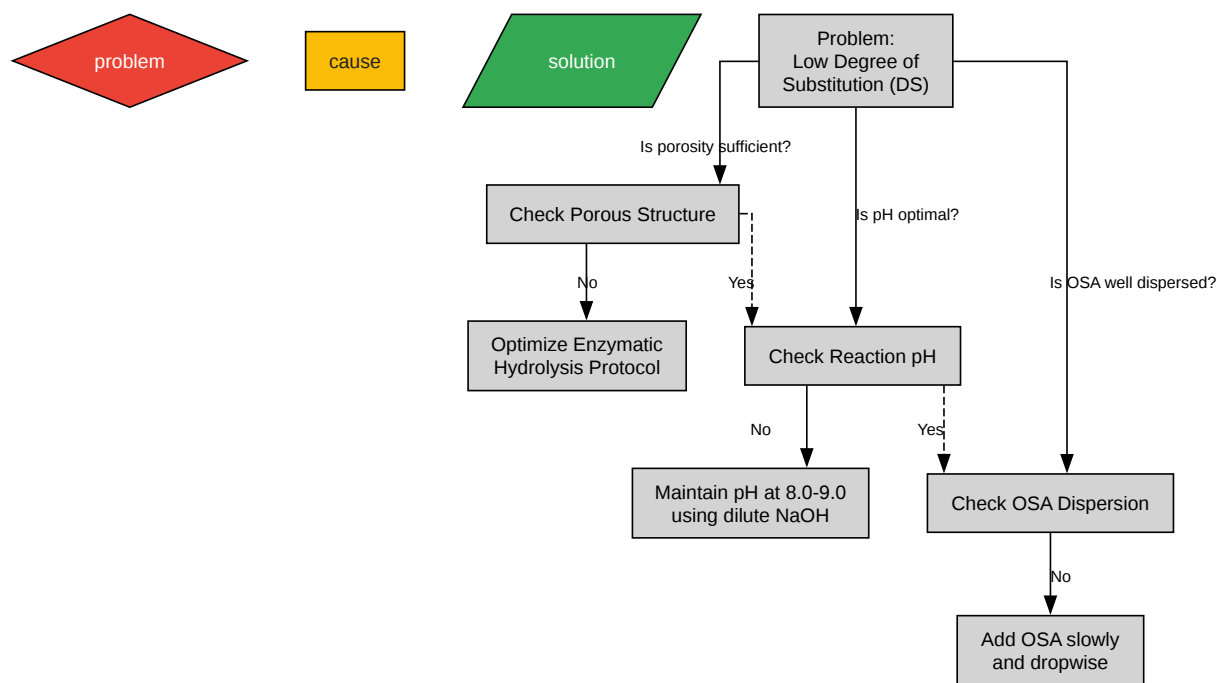 problem
cause
solution
Problem:
Low Degree of
Substitution (DS)
Is porosity sufficient?
Check Porous Structure
Is pH optimal?
No
Yes
Is OSA well dispersed?
Optimize Enzymatic
Hydrolysis Protocol
Check Reaction pH
No
Yes
Maintain pH at 8.0-9.0
using dilute NaOH
Check OSA Dispersion
No
Add OSA slowly
and dropwise